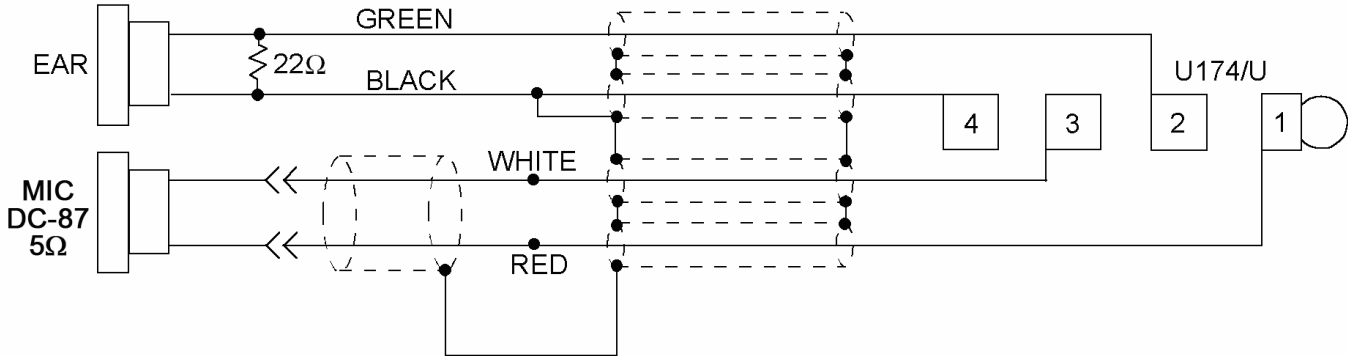 GREEN
EAR
22Ω
BLACK
U174/U
4 3 2 1
WHITE
MIC
DC-87
5Ω
RED